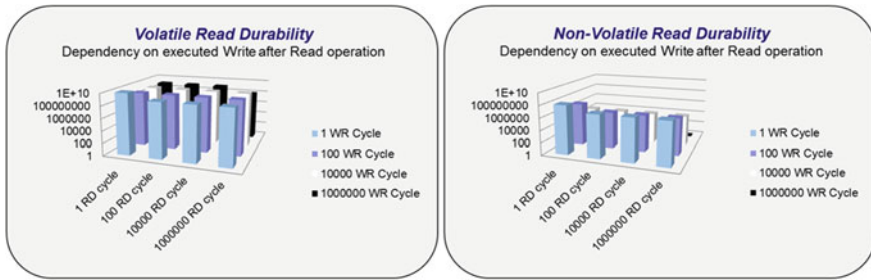 Volatile Read Durability
Dependency on executed Write after Read operation
1E+10
100000000
1000000
10000
100
1
1 RD cycle
100 RD cycle
10000 RD cycle
1000000 RD cycle
1 WR Cycle
100 WR Cycle
10000 WR Cycle
1000000 WR Cycle
Non-Volatile Read Durability
Dependency on executed Write after Read operation
1E+10
100000000
1000000
10000
100
1
1 RD cycle
100 RD cycle
10000 RD cycle
1000000 RD cycle
1 WR Cycle
100 WR Cycle
10000 WR Cycle
1000000 WR Cycle